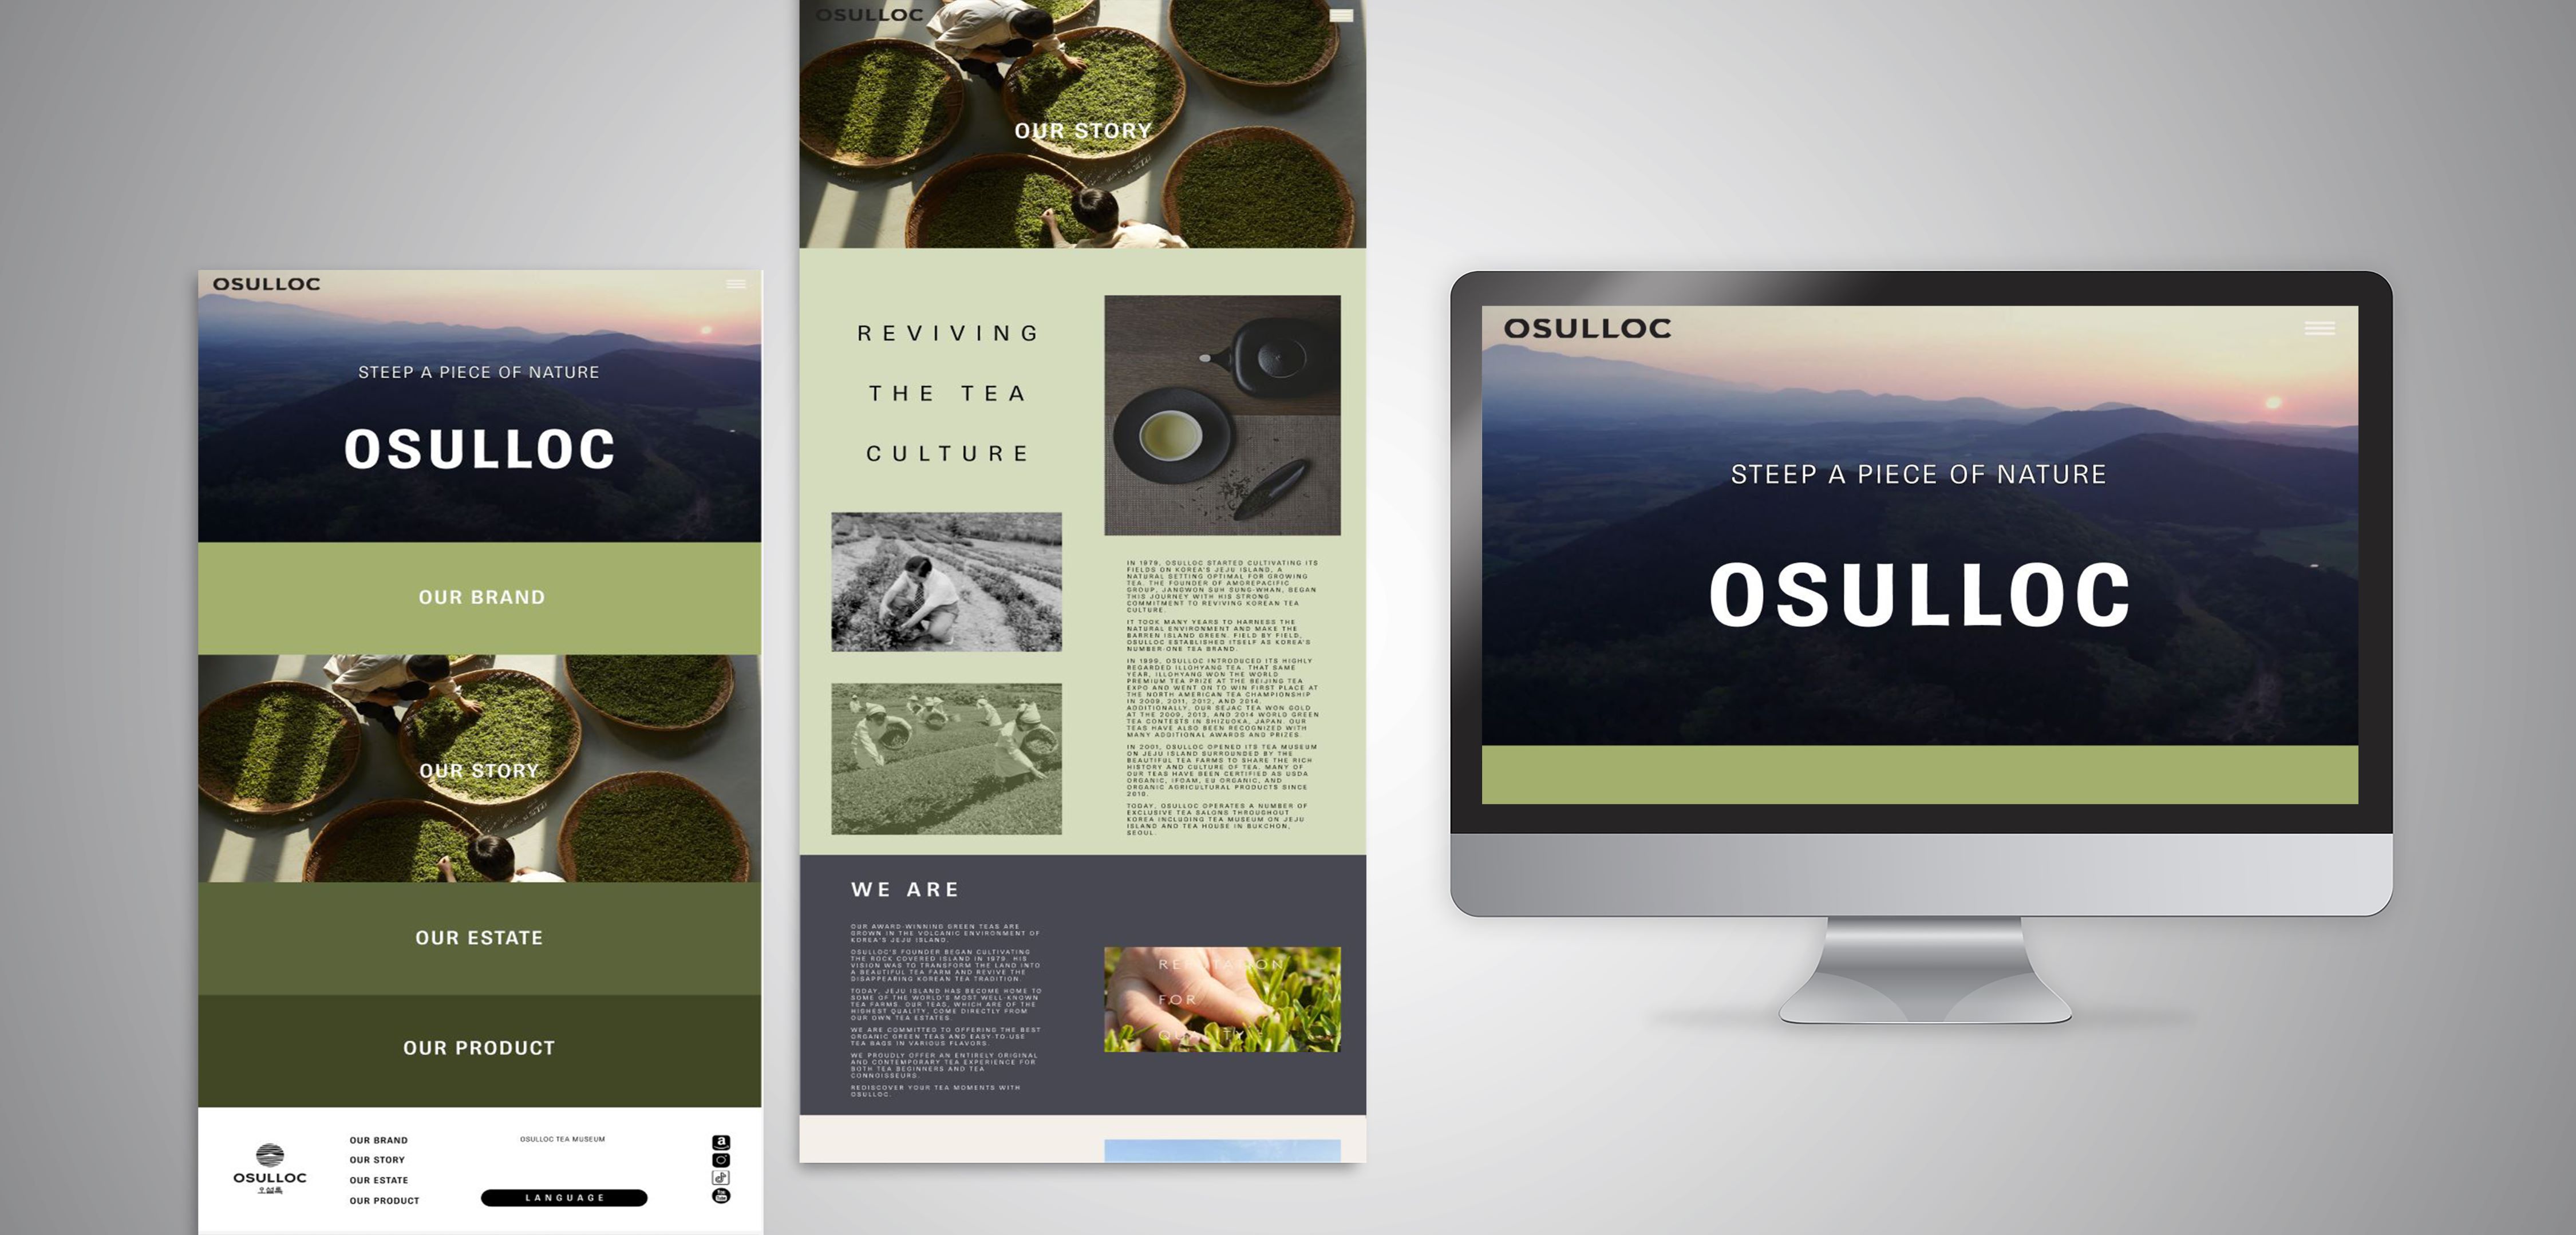 OSULLOC
STEEP A PIECE OF NATURE
OSULLOC
OUR BRAND
OUR STORY
OUR ESTATE
OUR PRODUCT
OSULLOC
오설록
OUR BRAND
OUR STORY
OUR ESTATE
OUR PRODUCT
OSULLOC TEA MUSEUM
LANGUAGE
a
You
Tube
OSULLOC
OUR STORY
REVIVING
THE TEA
CULTURE
IN 1979, OSULLOC STARTED CULTIVATING ITS
FIELDS ON KOREA'S JEJU ISLAND, A
NATURAL SETTING OPTIMAL FOR GROWING
TEA. THE FOUNDER OF AMOREPACIFIC
GROUP, JANGWON SUH SUNG-WHAN, BEGAN
THIS JOURNEY WITH HIS STRONG
COMMITMENT TO REVIVING KOREAN TEA
CULTURE.
IT TOOK MANY YEARS TO HARNESS THE
NATURAL ENVIRONMENT AND MAKE THE
BARREN ISLAND GREEN. FIELD BY FIELD,
OSULLOC ESTABLISHED ITSELF AS KOREA'S
NUMBER-ONE TEA BRAND.
IN 1999, OSULLOC INTRODUCED ITS HIGHLY
REGARDED ILLOHYANG TEA. THAT SAME
YEAR, ILLOHYANG WON THE WORLD
PREMIUM TEA PRIZE AT THE BEIJING TEA
EXPO AND WENT ON TO WIN FIRST PLACE AT
THE NORTH AMERICAN TEA CHAMPIONSHIP
IN 2009, 2011, 2012, AND 2014.
ADDITIONALLY, OUR SEJAC TEA WON GOLD
AT THE 2009, 2013, AND 2014 WORLD GREEN
TEA CONTESTS IN SHIZUOKA, JAPAN. OUR
TEAS HAVE ALSO BEEN RECOGNIZED WITH
MANY ADDITIONAL AWARDS AND PRIZES.
IN 2001, OSULLOC OPENED ITS TEA MUSEUM
ON JEJU ISLAND SURROUNDED BY THE
BEAUTIFUL TEA FARMS TO SHARE THE RICH
HISTORY AND CULTURE OF TEA. MANY OF
OUR TEAS HAVE BEEN CERTIFIED AS USDA
ORGANIC, IFOAM, EU ORGANIC, AND
ORGANIC AGRICULTURAL PRODUCTS SINCE
2010.
TODAY, OSULLOC OPERATES A NUMBER OF
EXCLUSIVE TEA SALONS THROUGHOUT
KOREA INCLUDING TEA MUSEUM ON JEJU
ISLAND AND TEA HOUSE IN BUKCHON,
SEOUL.
WE ARE
OUR AWARD-WINNING GREEN TEAS ARE
GROWN IN THE VOLCANIC ENVIRONMENT OF
KOREA'S JEJU ISLAND.
OSULLOC'S FOUNDER BEGAN CULTIVATING
THE ROCK COVERED ISLAND IN 1979. HIS
VISION WAS TO TRANSFORM THE LAND INTO
A BEAUTIFUL TEA FARM AND REVIVE THE
DISAPPEARING KOREAN TEA TRADITION.
TODAY, JEJU ISLAND HAS BECOME HOME TO
SOME OF THE WORLD'S MOST WELL-KNOWN
TEA FARMS. OUR TEAS, WHICH ARE OF THE
HIGHEST QUALITY, COME DIRECTLY FROM
OUR OWN TEA ESTATES.
WE ARE COMMITTED TO OFFERING THE BEST
ORGANIC GREEN TEAS AND EASY-TO-USE
TEA BAGS IN VARIOUS FLAVORS.
WE PROUDLY OFFER AN ENTIRELY ORIGINAL
AND CONTEMPORARY TEA EXPERIENCE FOR
BOTH TEA BEGINNERS AND TEA
CONNOISSEURS.
REDISCOVER YOUR TEA MOMENTS WITH
OSULLOC.
REPUTATION
FOR
QUALITY
OSULLOC
STEEP A PIECE OF NATURE
OSULLOC